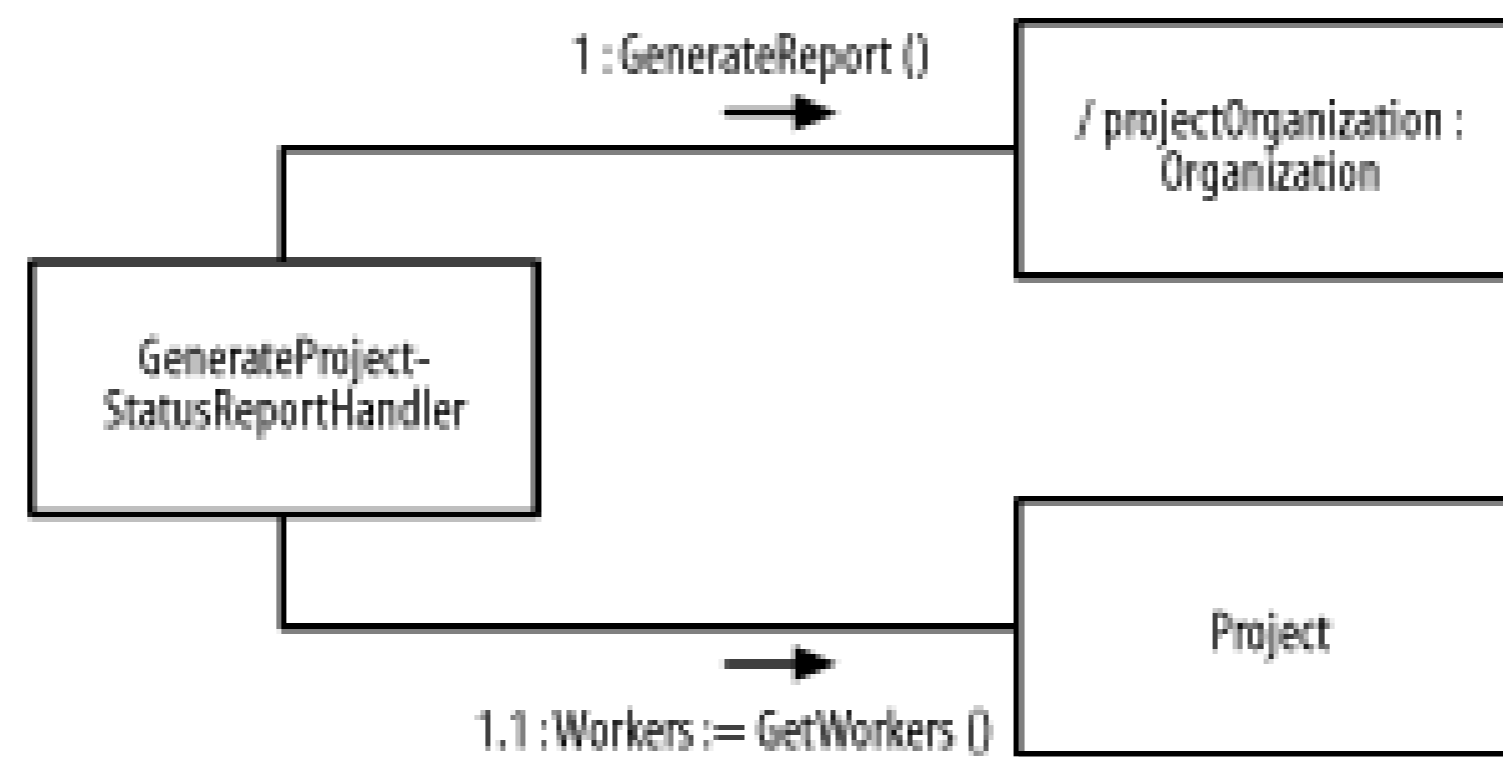 1 : GenerateReport ()
/ projectOrganization :
Organization
GenerateProject-
StatusReportHandler
Project
1.1 : Workers := GetWorkers ()